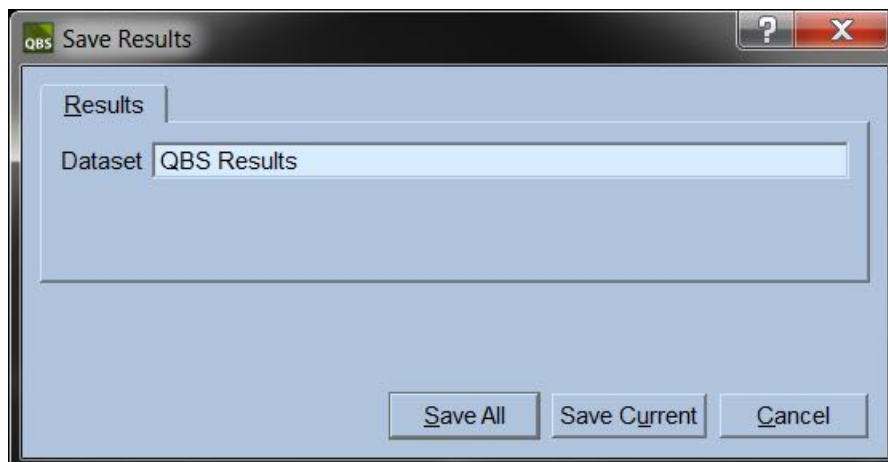 QBS Save Results
?
X
Results
Dataset QBS Results
Save All Save Current Cancel